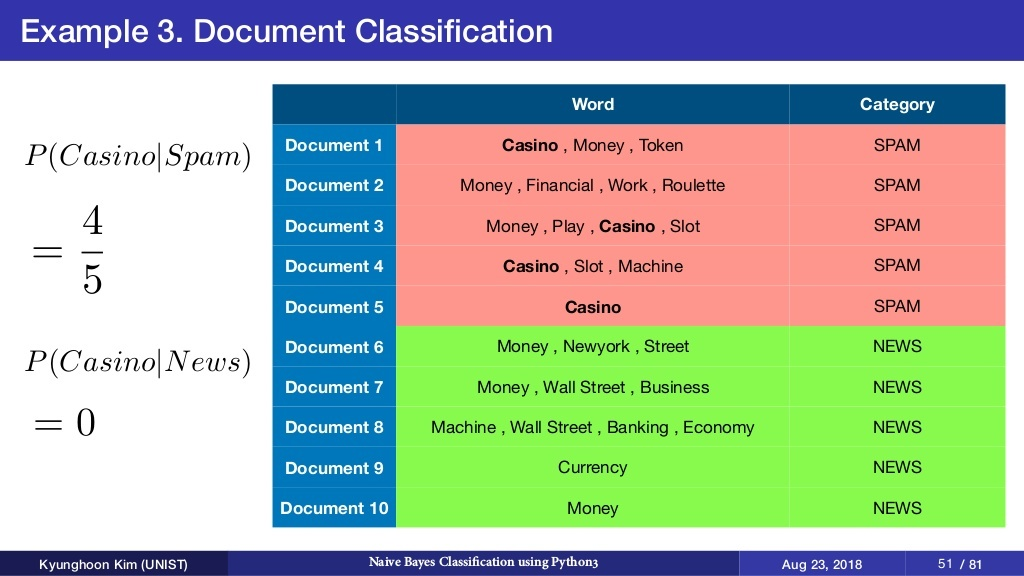 Example 3. Document Classification
P(Casino|Spam)
= 4/5
P(Casino|News)
= 0
Word Category
Document 1 Casino , Money , Token SPAM
Document 2 Money , Financial , Work , Roulette SPAM
Document 3 Money , Play , Casino , Slot SPAM
Document 4 Casino , Slot , Machine SPAM
Document 5 Casino SPAM
Document 6 Money , Newyork , Street NEWS
Document 7 Money , Wall Street , Business NEWS
Document 8 Machine , Wall Street , Banking , Economy NEWS
Document 9 Currency NEWS
Document 10 Money NEWS
Kyunghoon Kim (UNIST) Naive Bayes Classification using Python3 Aug 23, 2018 51 / 81